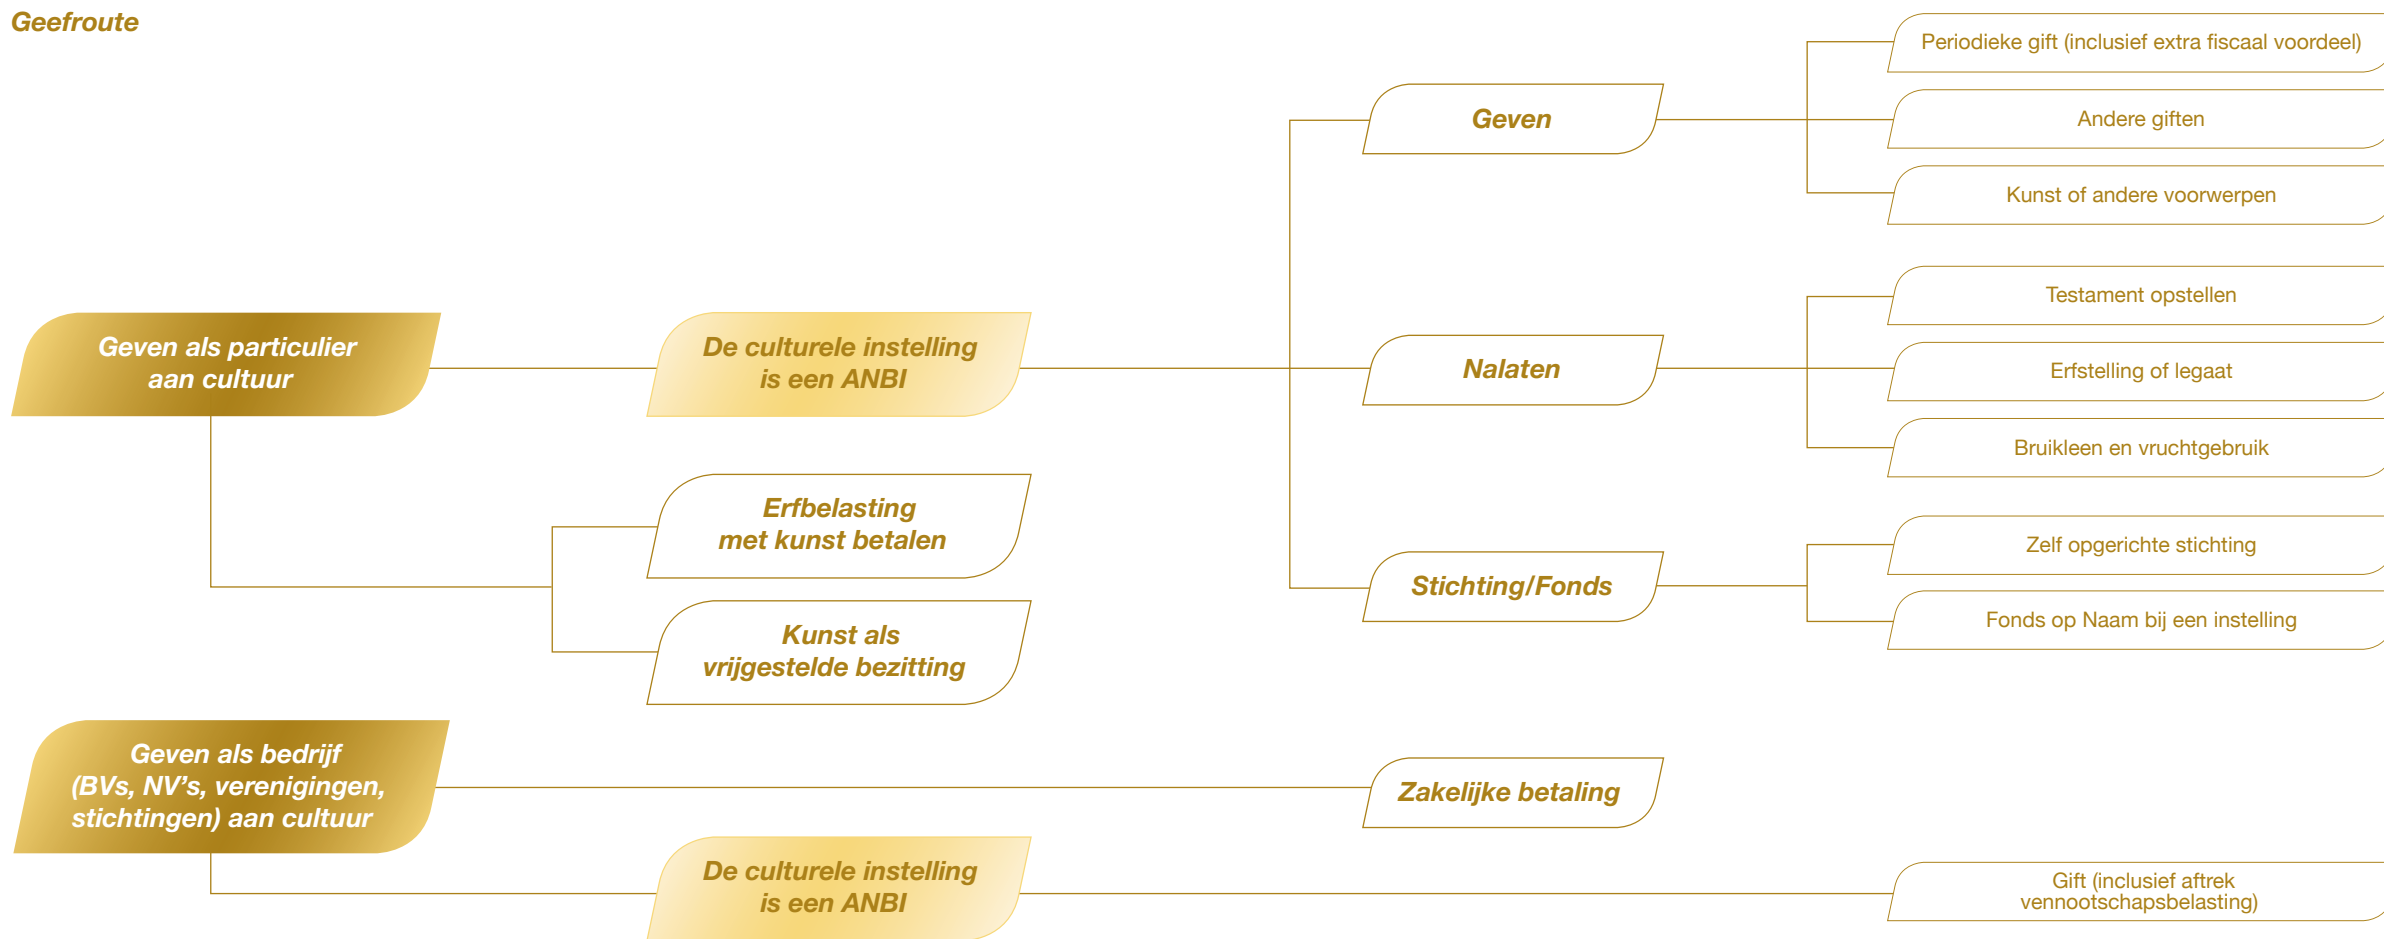 Geefroute
Periodieke gift (inclusief extra fiscaal voordeel)
Geven
Andere giften
Kunst of andere voorwerpen
Geven als particulier
aan cultuur
De culturele instelling
is een ANBI
Nalaten
Testament opstellen
Erfstelling of legaat
Bruikleen en vruchtgebruik
Erfbelasting
met kunst betalen
Kunst als
vrijgestelde bezitting
Stichting/Fonds
Zelf opgerichte stichting
Fonds op Naam bij een instelling
Geven als bedrijf
(BVs, NV’s, verenigingen,
stichtingen) aan cultuur
Zakelijke betaling
De culturele instelling
is een ANBI
Gift (inclusief aftrek
vennootschapsbelasting)